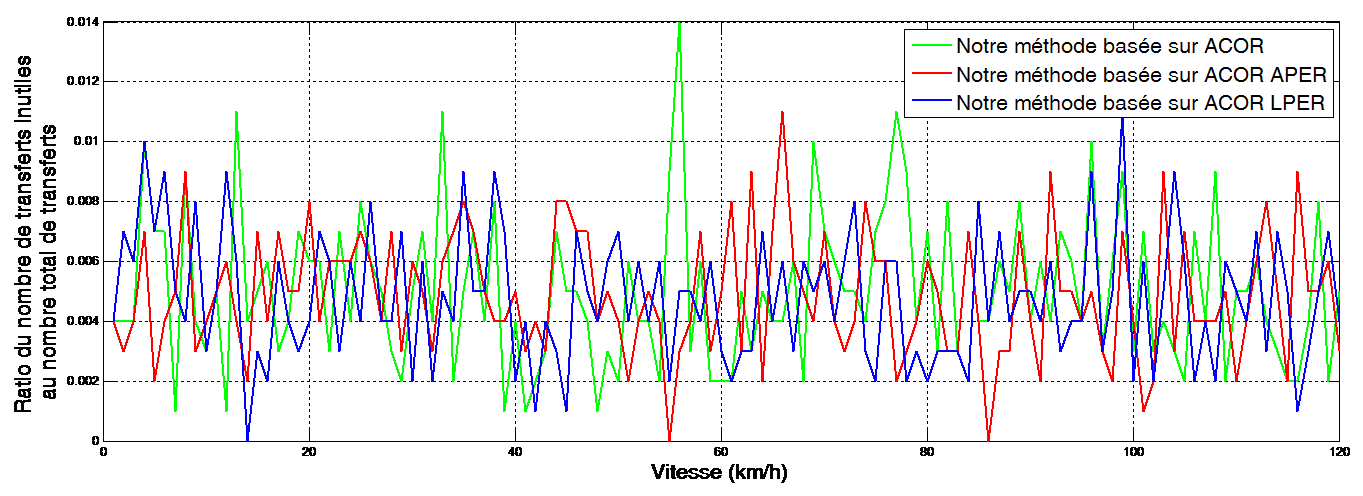 Ratio du nombre de transferts Inutiles
au nombre total de transferts
0.014
0.012
0.01
0.008
0.006
0.004
0.002
0
Notre méthode basée sur ACOR
Notre méthode basée sur ACOR APER
Notre méthode basée sur ACOR LPER
0 20 40 60 80 100 120
Vitesse (km/h)